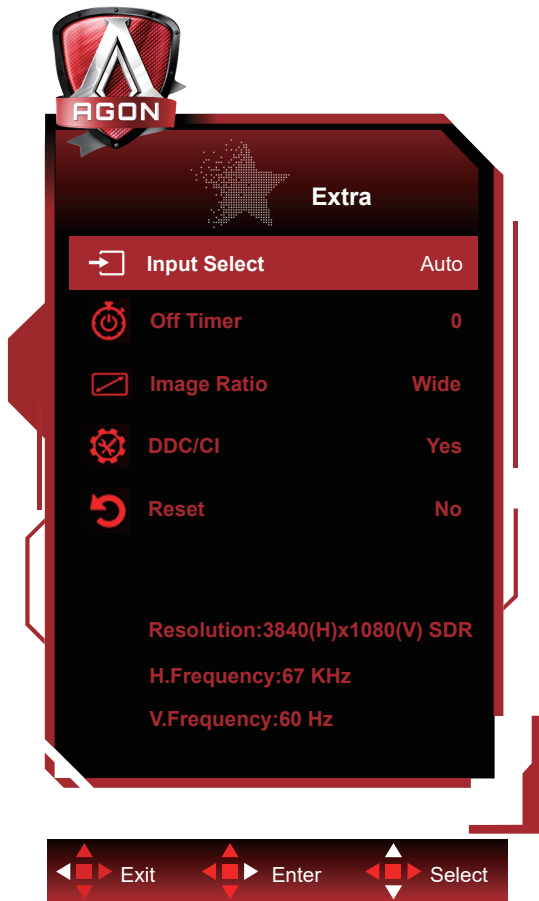 AGON
Extra
Input Select Auto
Off Timer 0
Image Ratio Wide
DDC/CI Yes
Reset No
Resolution:3840(H)x1080(V) SDR
H.Frequency:67 KHz
V.Frequency:60 Hz
Exit Enter Select